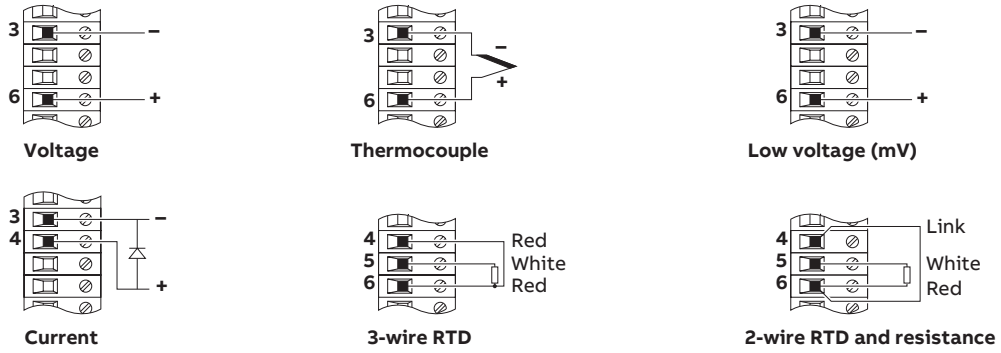 3 −
6 +
Voltage
3 −
+
6
Thermocouple
3 −
6 +
Low voltage (mV)
3 −
4
+
Current
4 Red
5 White
6 Red
3-wire RTD
4 Link
5 White
6 Red
2-wire RTD and resistance